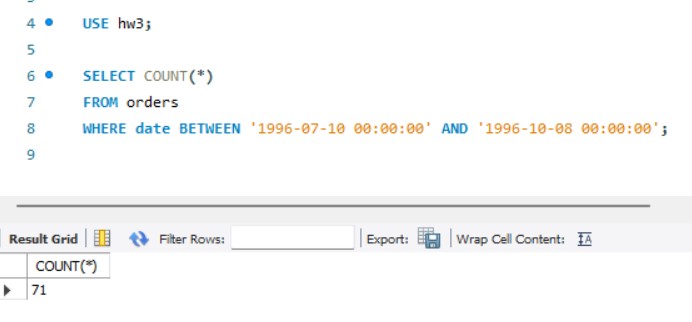 4 USE hw3;
5
6 SELECT COUNT(*)
7 FROM orders
8 WHERE date BETWEEN '1996-07-10 00:00:00' AND '1996-10-08 00:00:00';
9
Result Grid Filter Rows: Export: Wrap Cell Content: IA
COUNT(*)
71